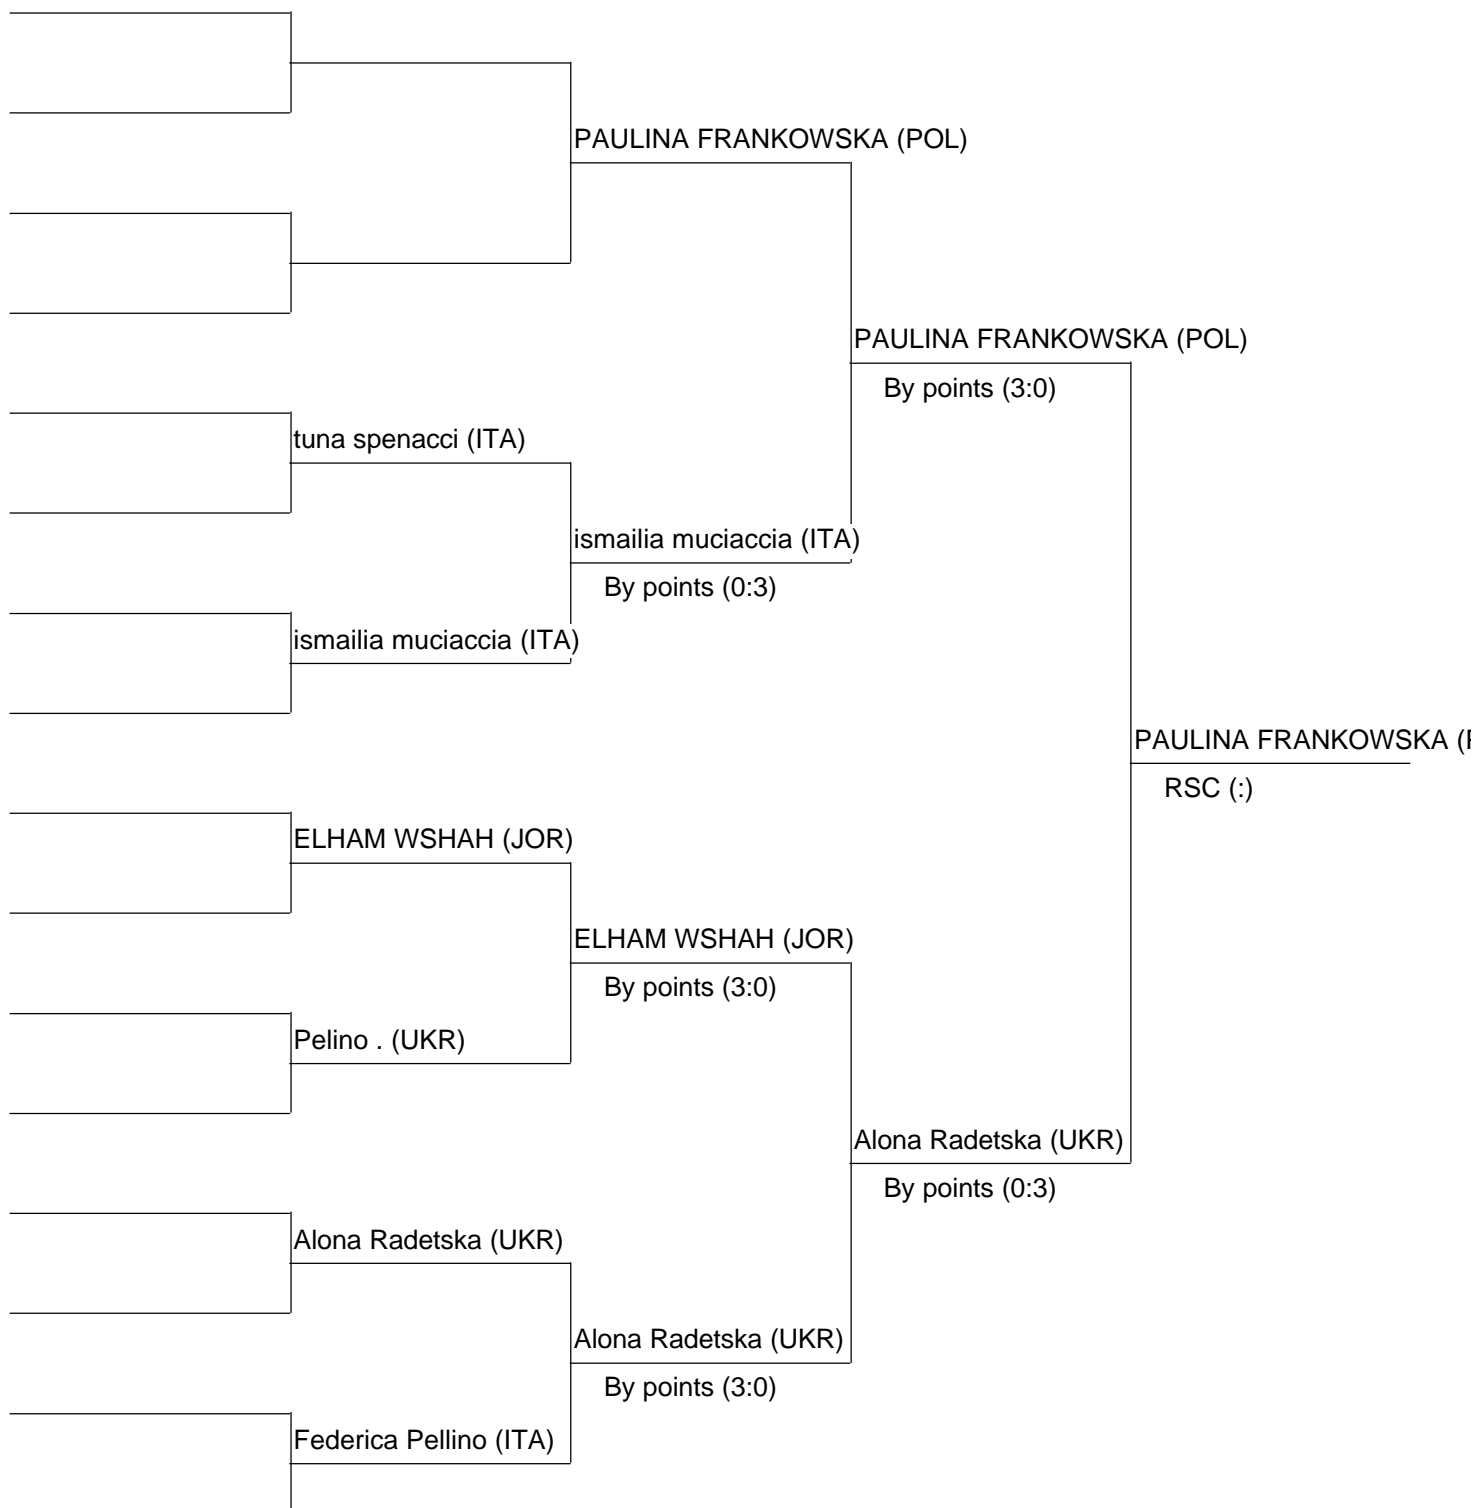 PAULINA FRANKOWSKA (POL)
PAULINA FRANKOWSKA (POL)
By points (3:0)
tuna spenacci (ITA)
ismailia muciaccia (ITA)
By points (0:3)
ismailia muciaccia (ITA)
PAULINA FRANKOWSKA (
RSC (:)
ELHAM WSHAH (JOR)
ELHAM WSHAH (JOR)
By points (3:0)
Pelino . (UKR)
Alona Radetska (UKR)
By points (0:3)
Alona Radetska (UKR)
Alona Radetska (UKR)
By points (3:0)
Federica Pellino (ITA)